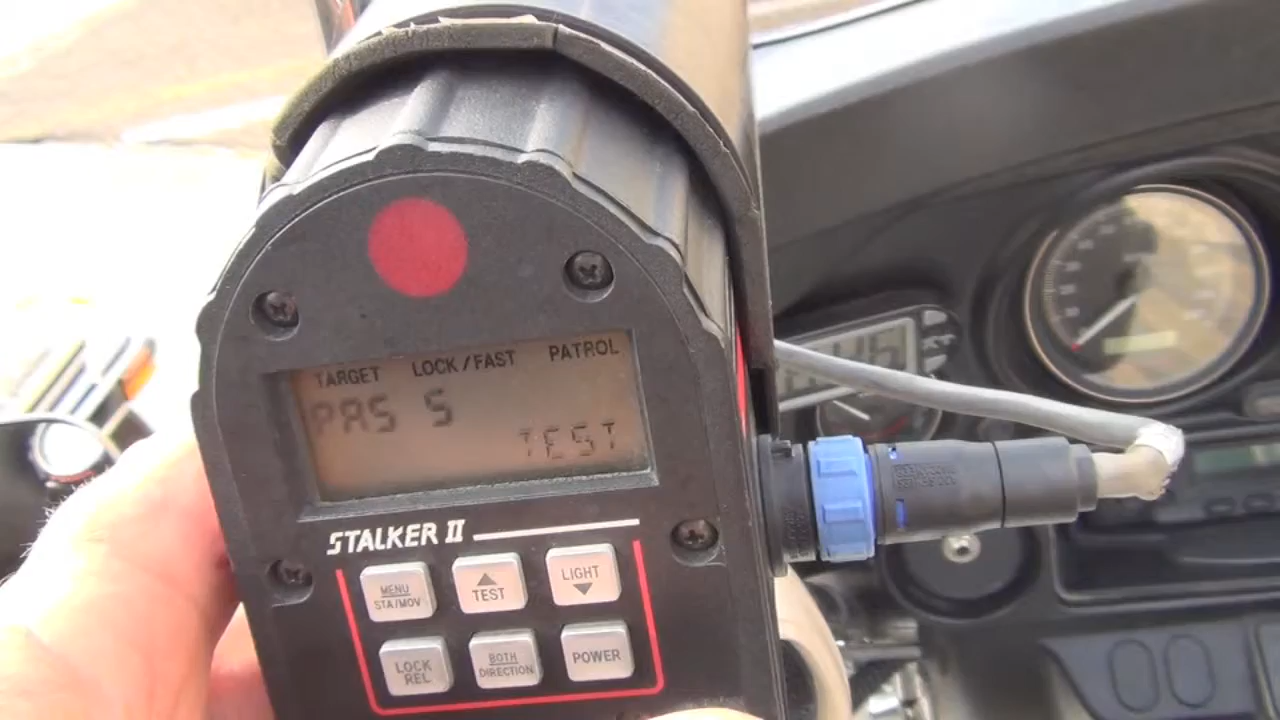 TARGET LOCK/FAST PATROL
PAS S
TEST
STALKER II
MENU
STA/MOV
TEST
LIGHT
LOCK
REL
BOTH
DIRECTION
POWER